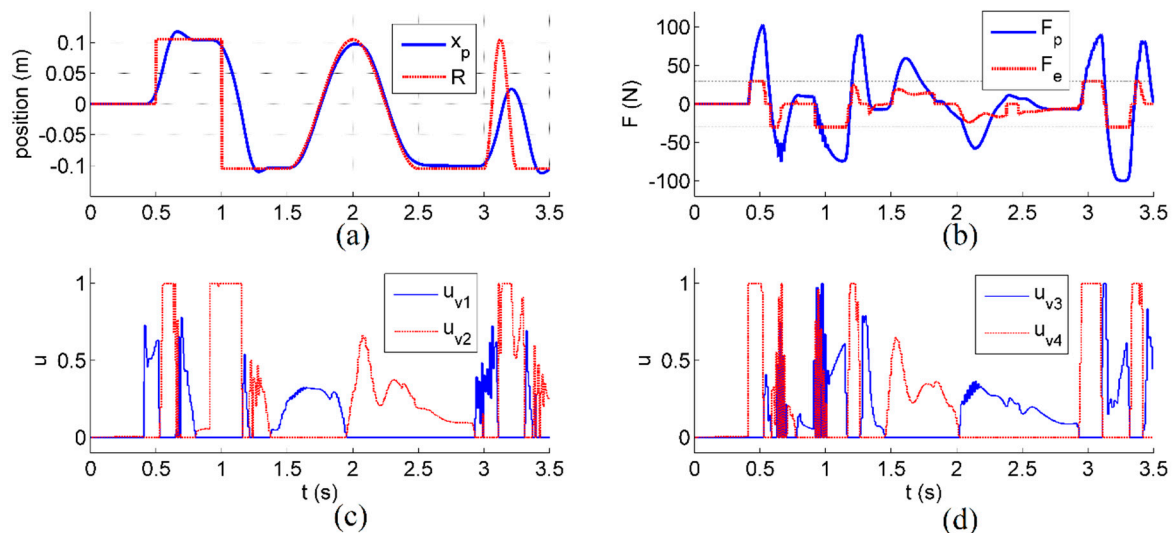 0.1
0.05
0
-0.05
-0.1
position (m)
x_p
R
0 0.5 1 1.5 2 2.5 3 3.5
(a)
100
50
0
-50
-100
F (N)
F_p
F_e
0 0.5 1 1.5 2 2.5 3 3.5
(b)
1
0.5
0
u
u_v1
u_v2
0 0.5 1 1.5 2 2.5 3 3.5
t (s)
(c)
1
0.5
0
u
u_v3
u_v4
0 0.5 1 1.5 2 2.5 3 3.5
t (s)
(d)